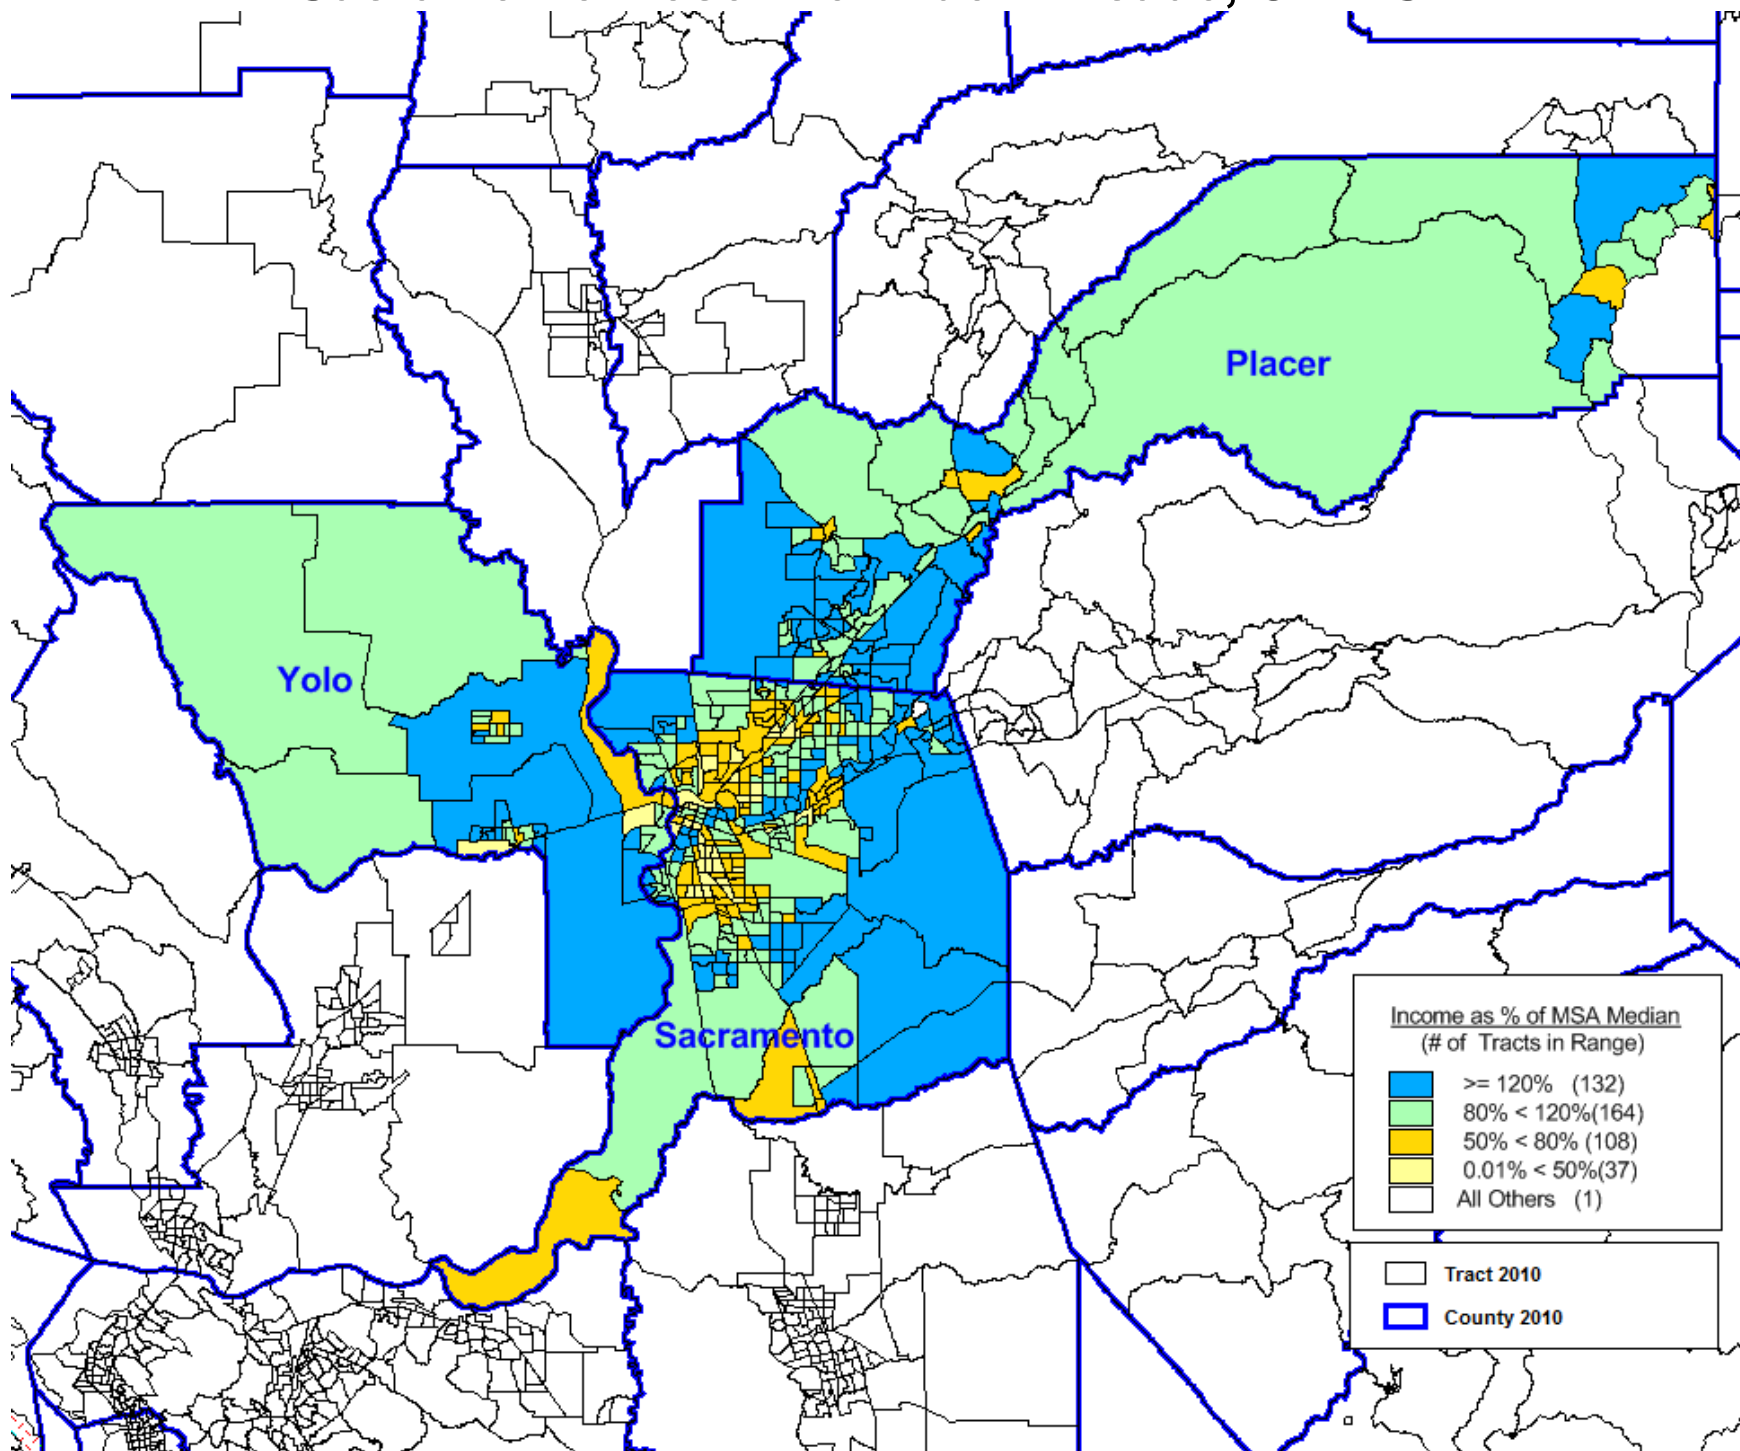 Placer
Yolo
Sacramento
Income as % of MSA Median
(# of Tracts in Range)
>= 120% (132)
80% < 120%(164)
50% < 80% (108)
0.01% < 50%(37)
All Others (1)
Tract 2010
County 2010